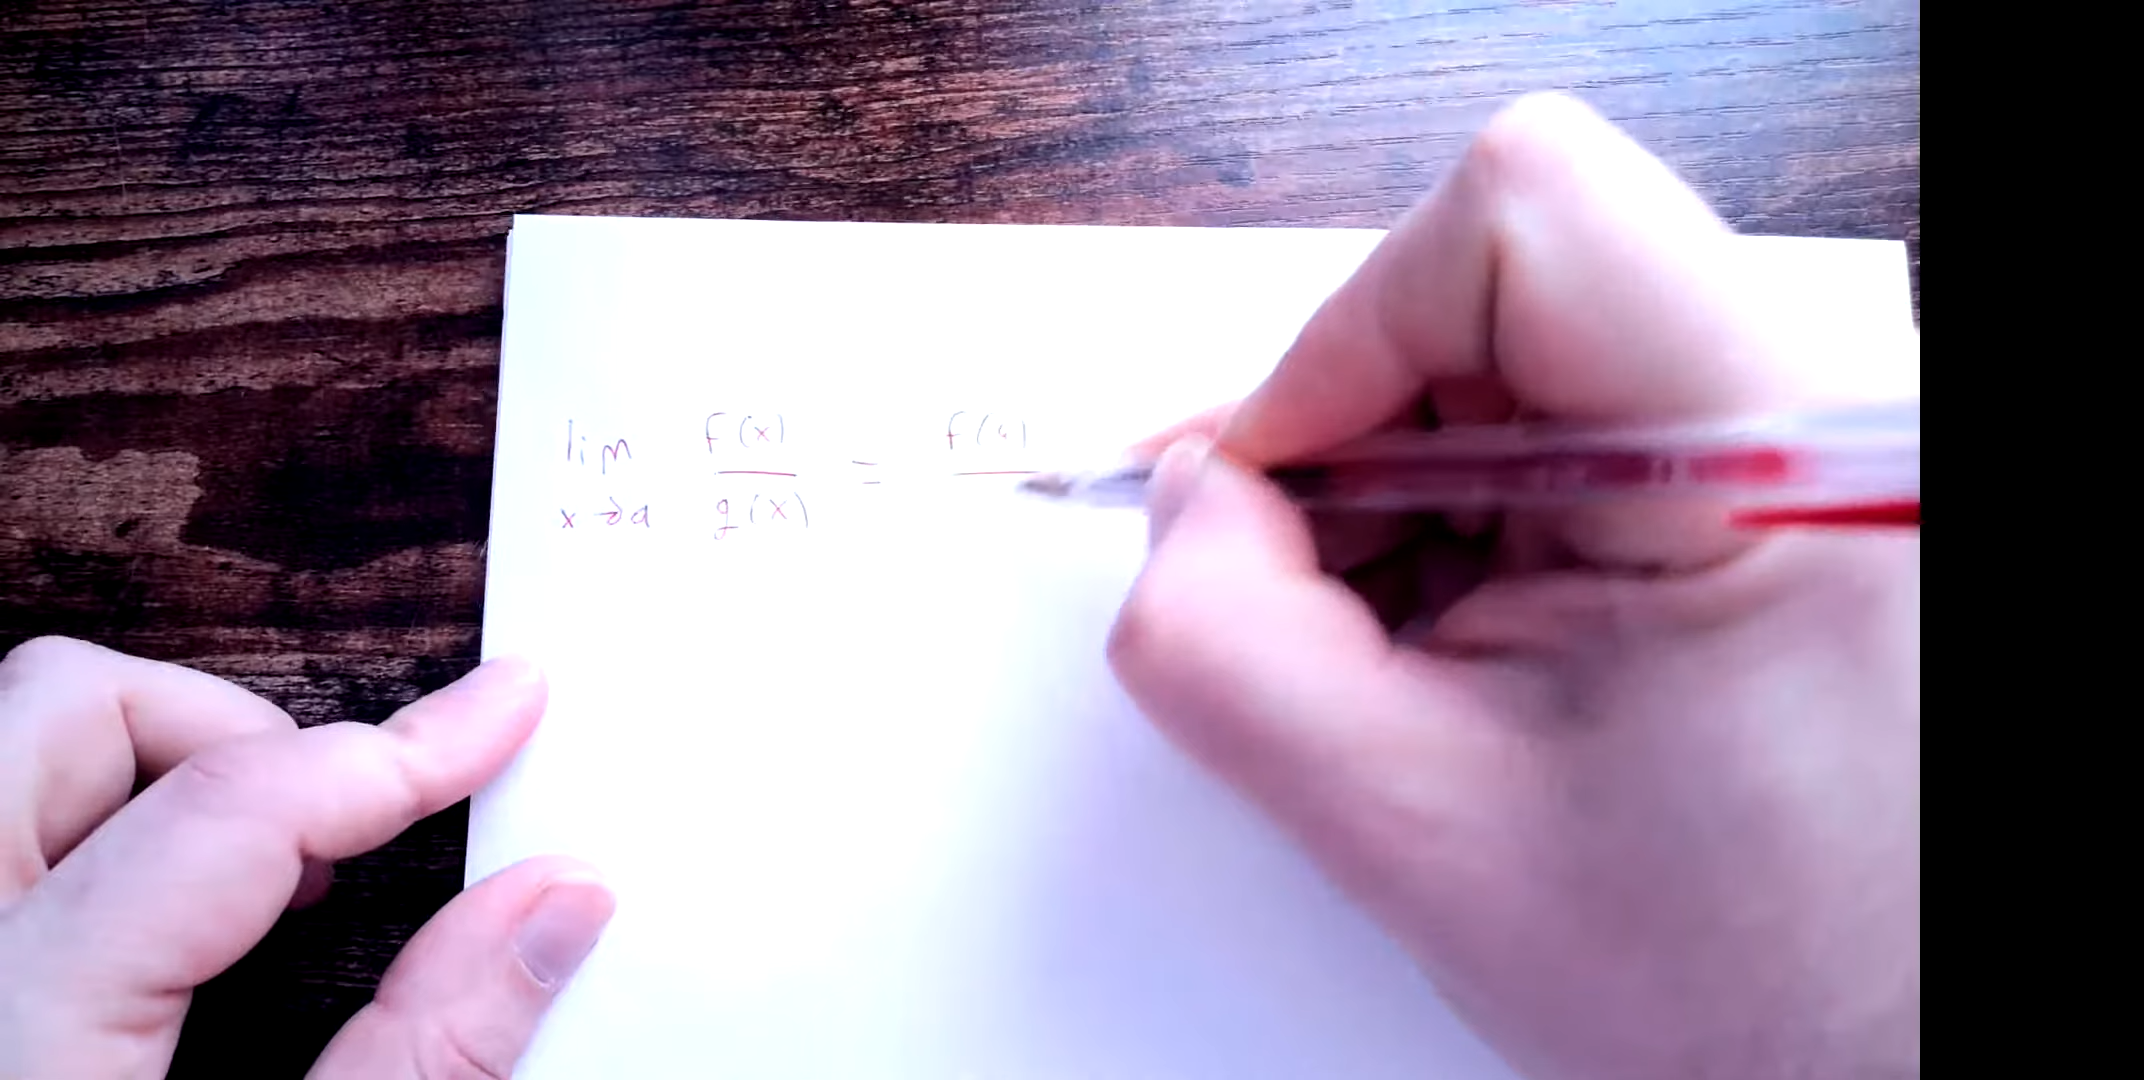 lim f(x)/g(x) = f(a)/
x→a